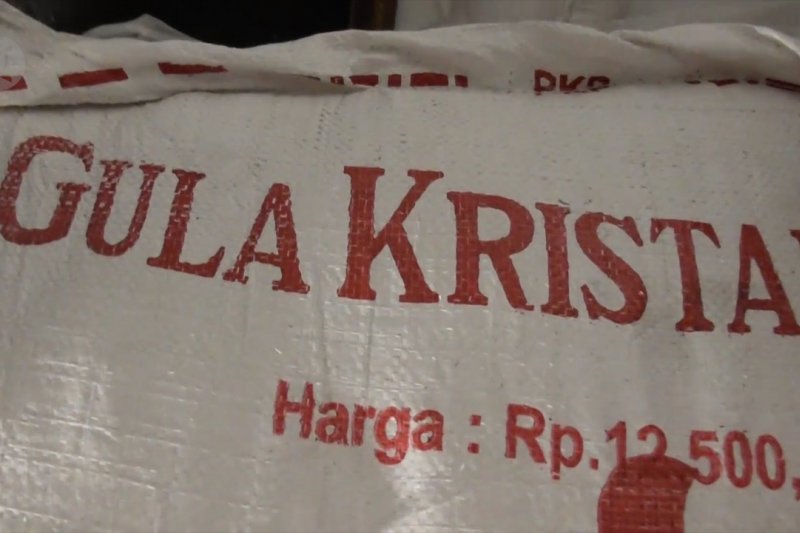 GULA KRISTA
Harga : Rp.12.500,